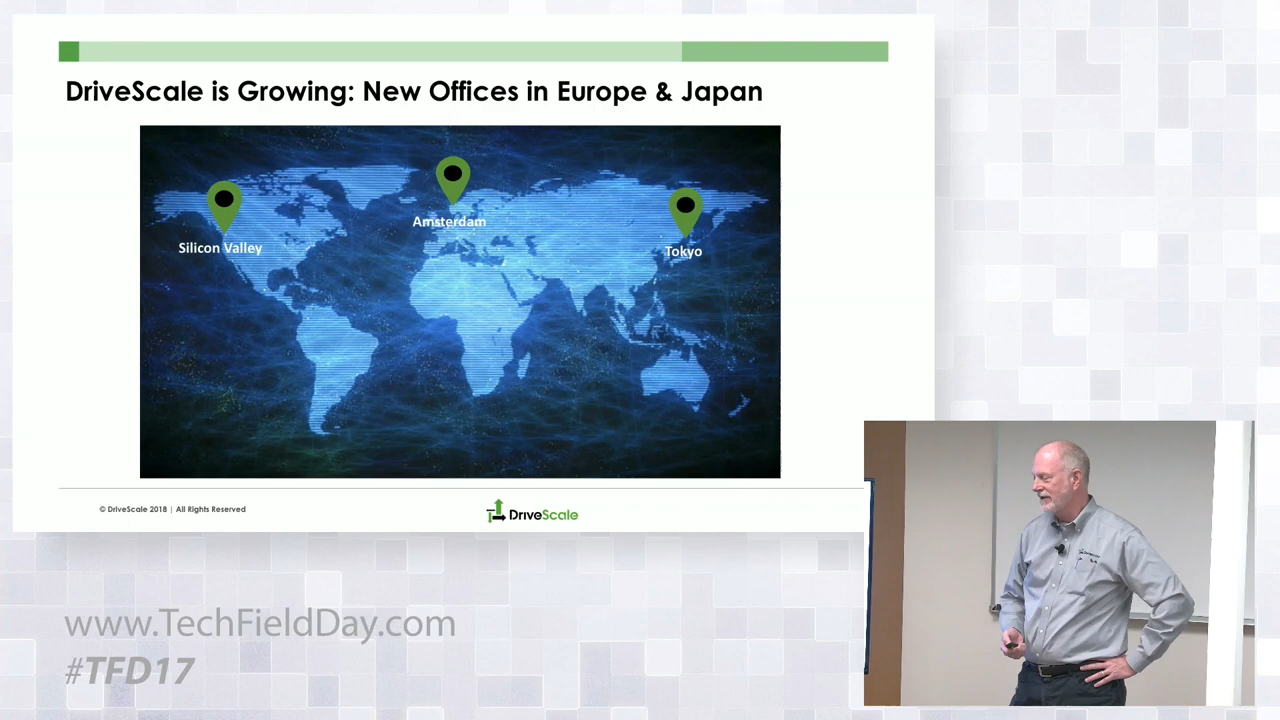 DriveScale is Growing: New Offices in Europe & Japan
Amsterdam
Silicon Valley
Tokyo
© DriveScale 2018 | All Rights Reserved
DriveScale
www.TechFieldDay.com
#TFD17